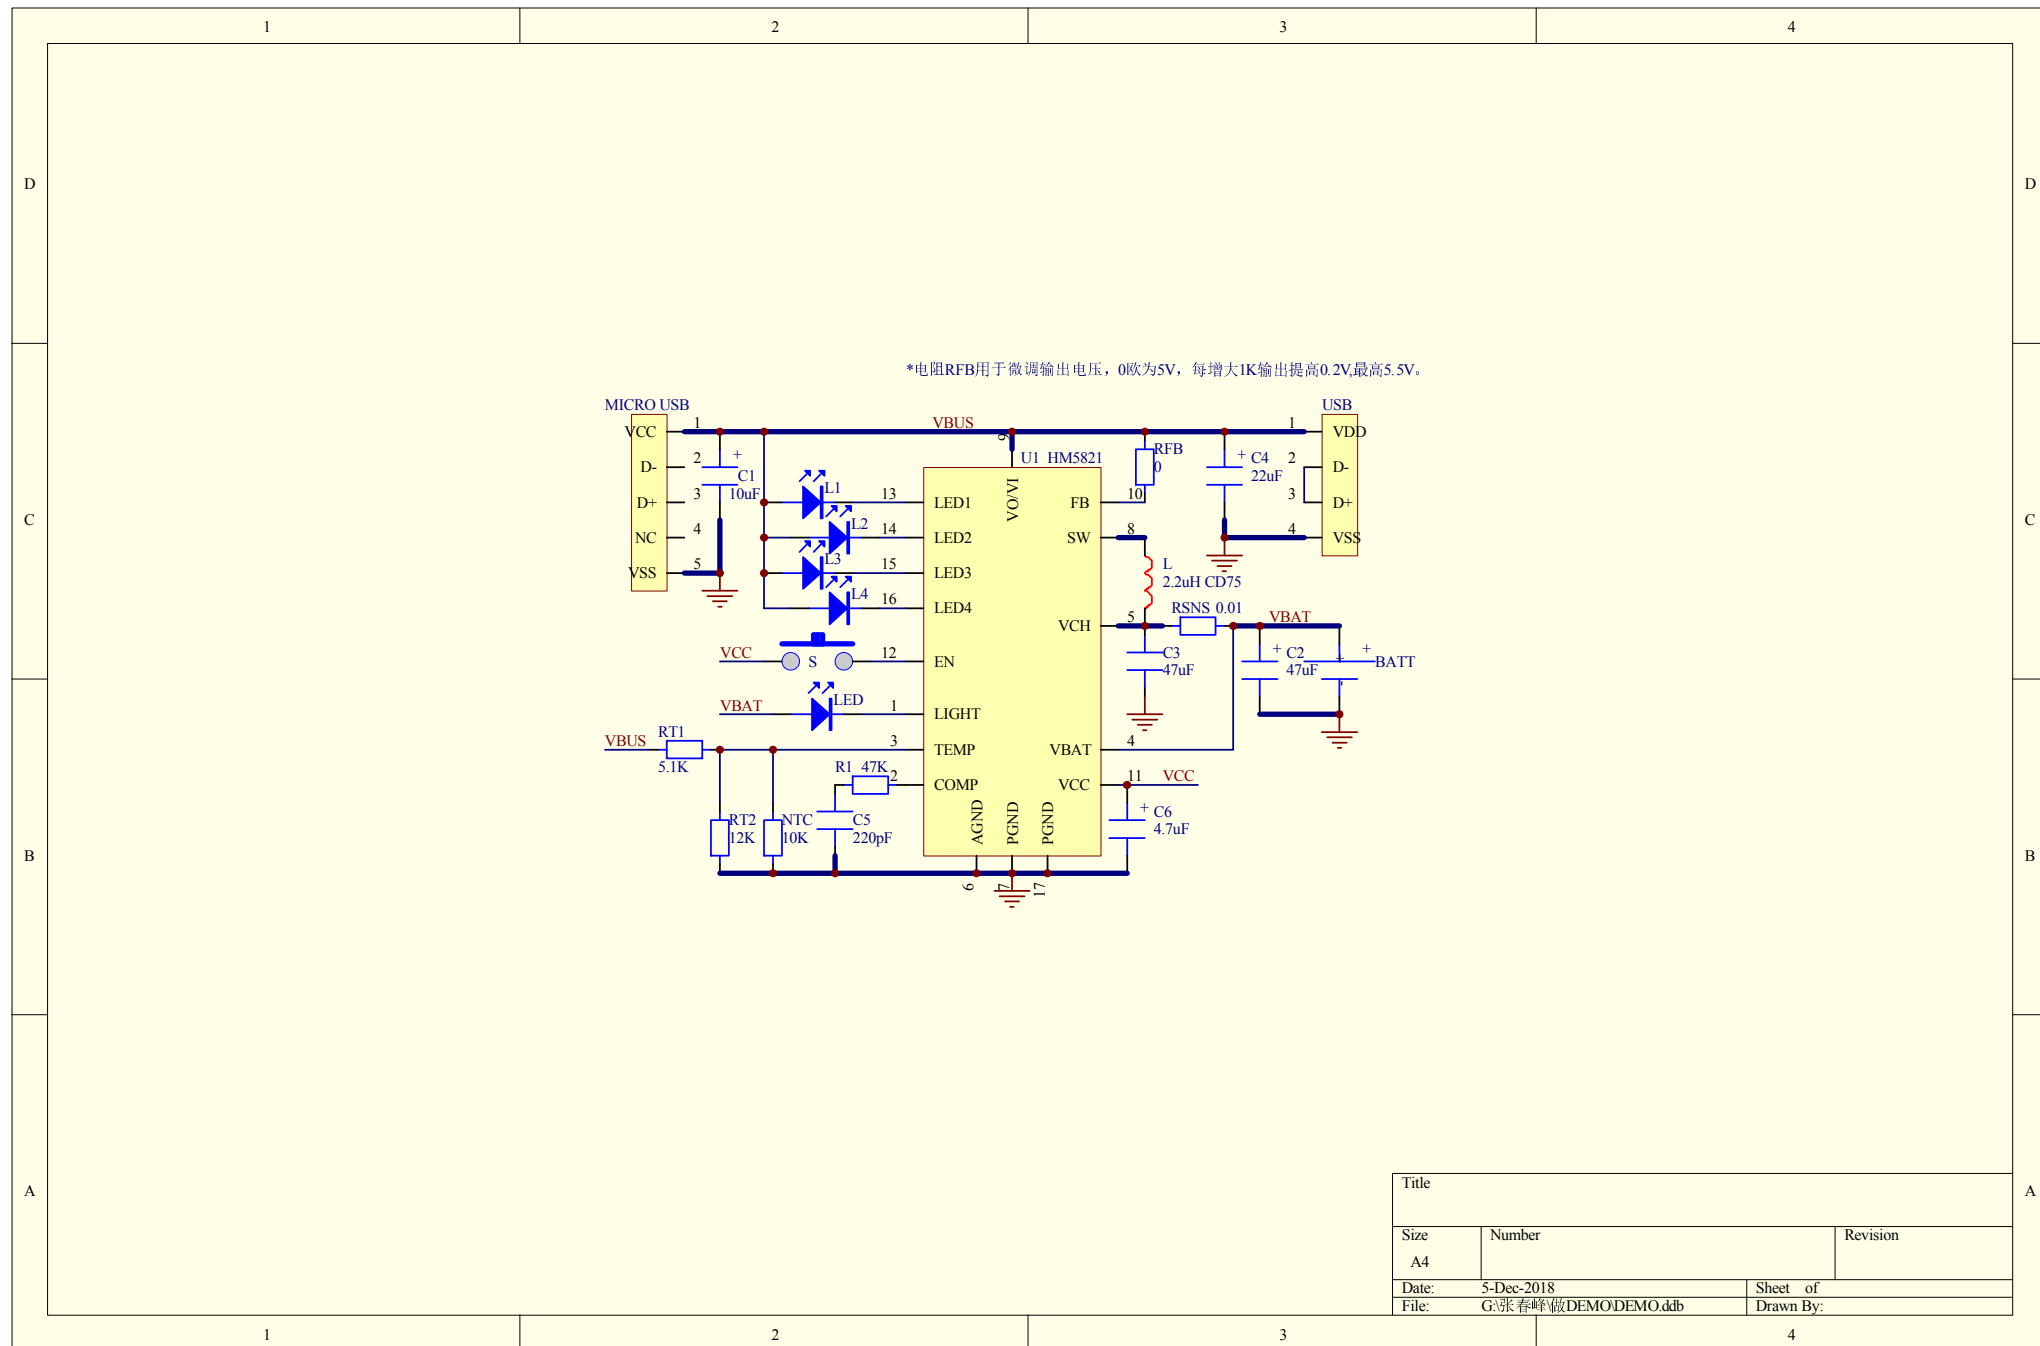 1 2 3 4
D D
*电阻RFB用于微调输出电压，0欧为5V，每增大1K输出提高0.2V,最高5.5V。
MICRO USB
USB
VCC 1
VBUS
1 VDD
9
D- 2
+
C1
10uF
U1 HM5821
RFB
0
+ C4
22uF
2 D-
D+ 3
L1
13 LED1
VO/VI
FB 10
3 D+
C C
NC 4
L2
14 LED2
SW 8
4 VSS
VSS 5
L3
15 LED3
L
2.2uH CD75
L4
16 LED4
RSNS 0.01
VCH 5
VBAT
VCC S 12 EN
C3
47uF
+ C2
47uF
+
+
-
BATT
VBAT LED 1 LIGHT
VBUS RT1
5.1K
3 TEMP
VBAT 4
R1 47K 2 COMP
VCC 11 VCC
RT2
12K
NTC
10K
C5
220pF
AGND PGND PGND
+ C6
4.7uF
B B
6 7 17
A A
Title
Size Number Revision
A4
Date: 5-Dec-2018 Sheet of
File: G:\张春峰\做DEMO\DEMO.ddb Drawn By:
1 2 3 4